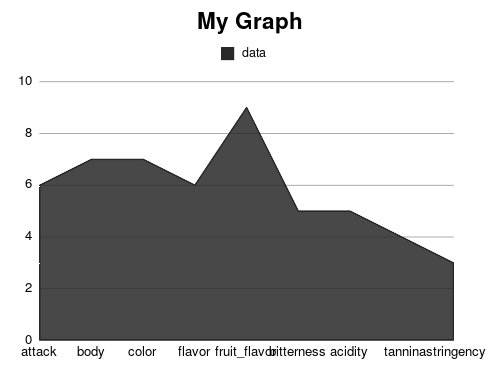 My Graph
data
10
8
6
4
2
0
attack body color flavor fruit_flavor bitterness acidity tannin astringency